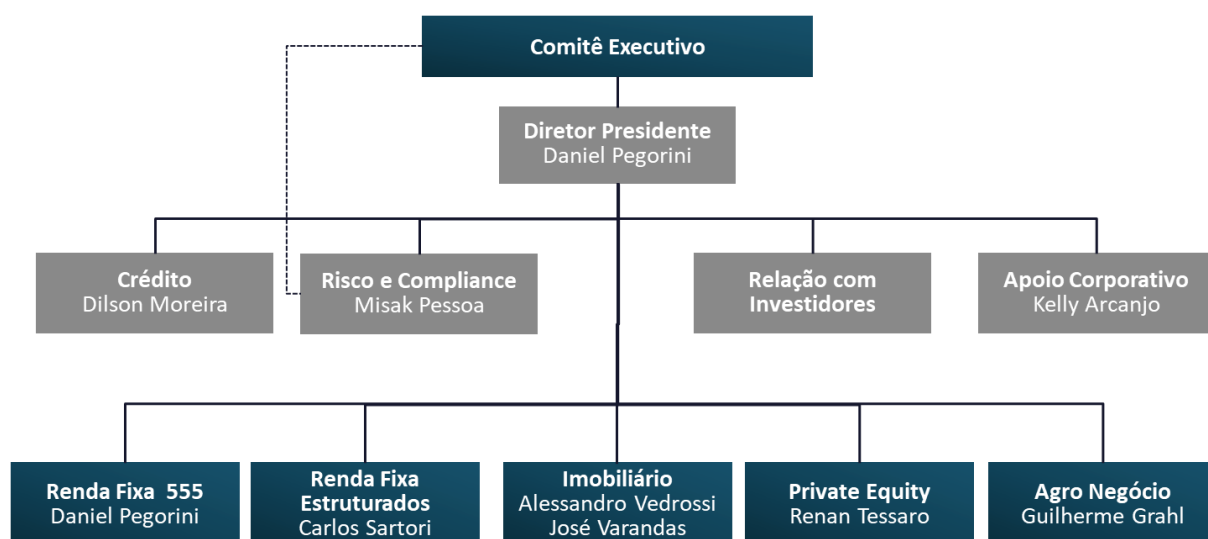 Comitê Executivo
Diretor Presidente
Daniel Pegorini
Crédito
Dilson Moreira
Risco e Compliance
Misak Pessoa
Relação com
Investidores
Apoio Corporativo
Kelly Arcanjo
Renda Fixa 555
Daniel Pegorini
Renda Fixa
Estruturados
Carlos Sartori
Imobiliário
Alessandro Vedrossi
José Varandas
Private Equity
Renan Tessaro
Agro Negócio
Guilherme Grahl